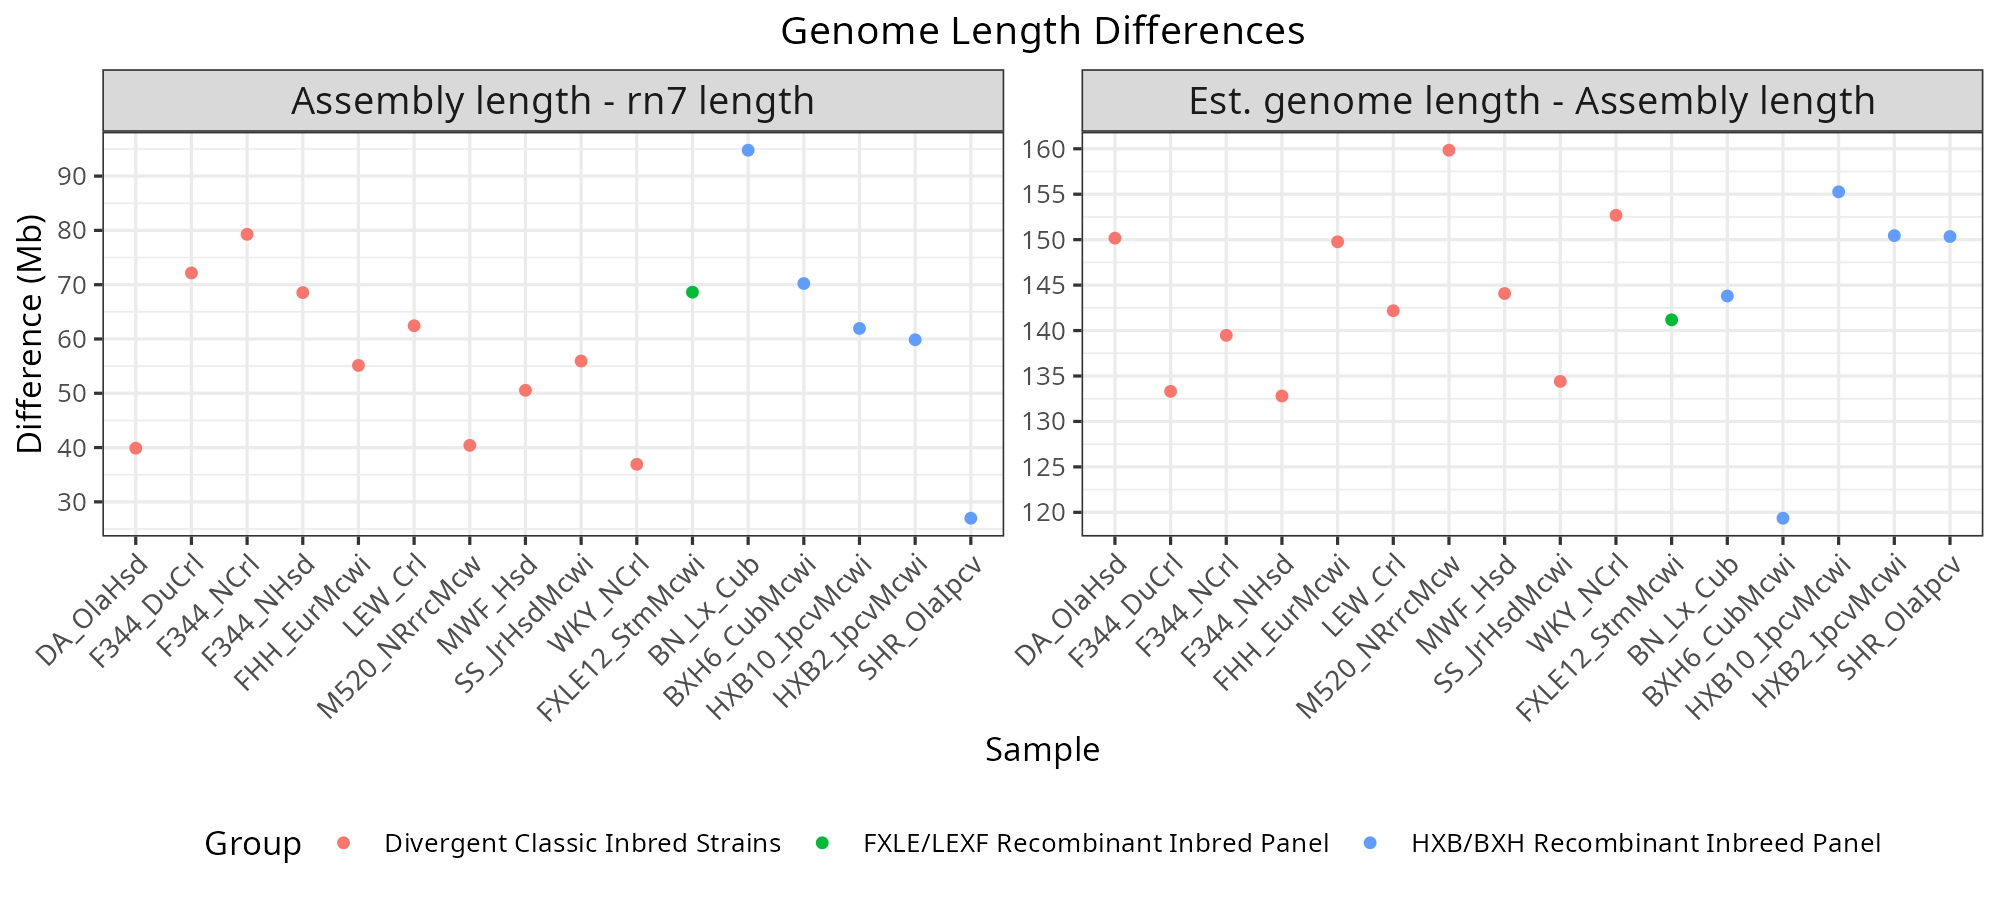 Genome Length Differences
Assembly length - rn7 length
Est. genome length - Assembly length
Difference (Mb)
90
80
70
60
50
40
30
160
155
150
145
140
135
130
125
120
DA_OlaHsd
F344_DuCrl
F344_NCrl
F344_NHsd
FHH_EurMcwi
LEW_Crl
M520_NRrrcMcw
MWF_Hsd
SS_JrHsdMcwi
WKY_NCrl
FXLE12_StmMcwi
BN_Lx_Cub
BXH6_CubMcwi
HXB10_IpcvMcwi
HXB2_IpcvMcwi
SHR_OlaIpcv
DA_OlaHsd
F344_DuCrl
F344_NCrl
F344_NHsd
FHH_EurMcwi
LEW_Crl
M520_NRrrcMcw
MWF_Hsd
SS_JrHsdMcwi
WKY_NCrl
FXLE12_StmMcwi
BN_Lx_Cub
BXH6_CubMcwi
HXB10_IpcvMcwi
HXB2_IpcvMcwi
SHR_OlaIpcv
Sample
Group Divergent Classic Inbred Strains FXLE/LEXF Recombinant Inbred Panel HXB/BXH Recombinant Inbreed Panel